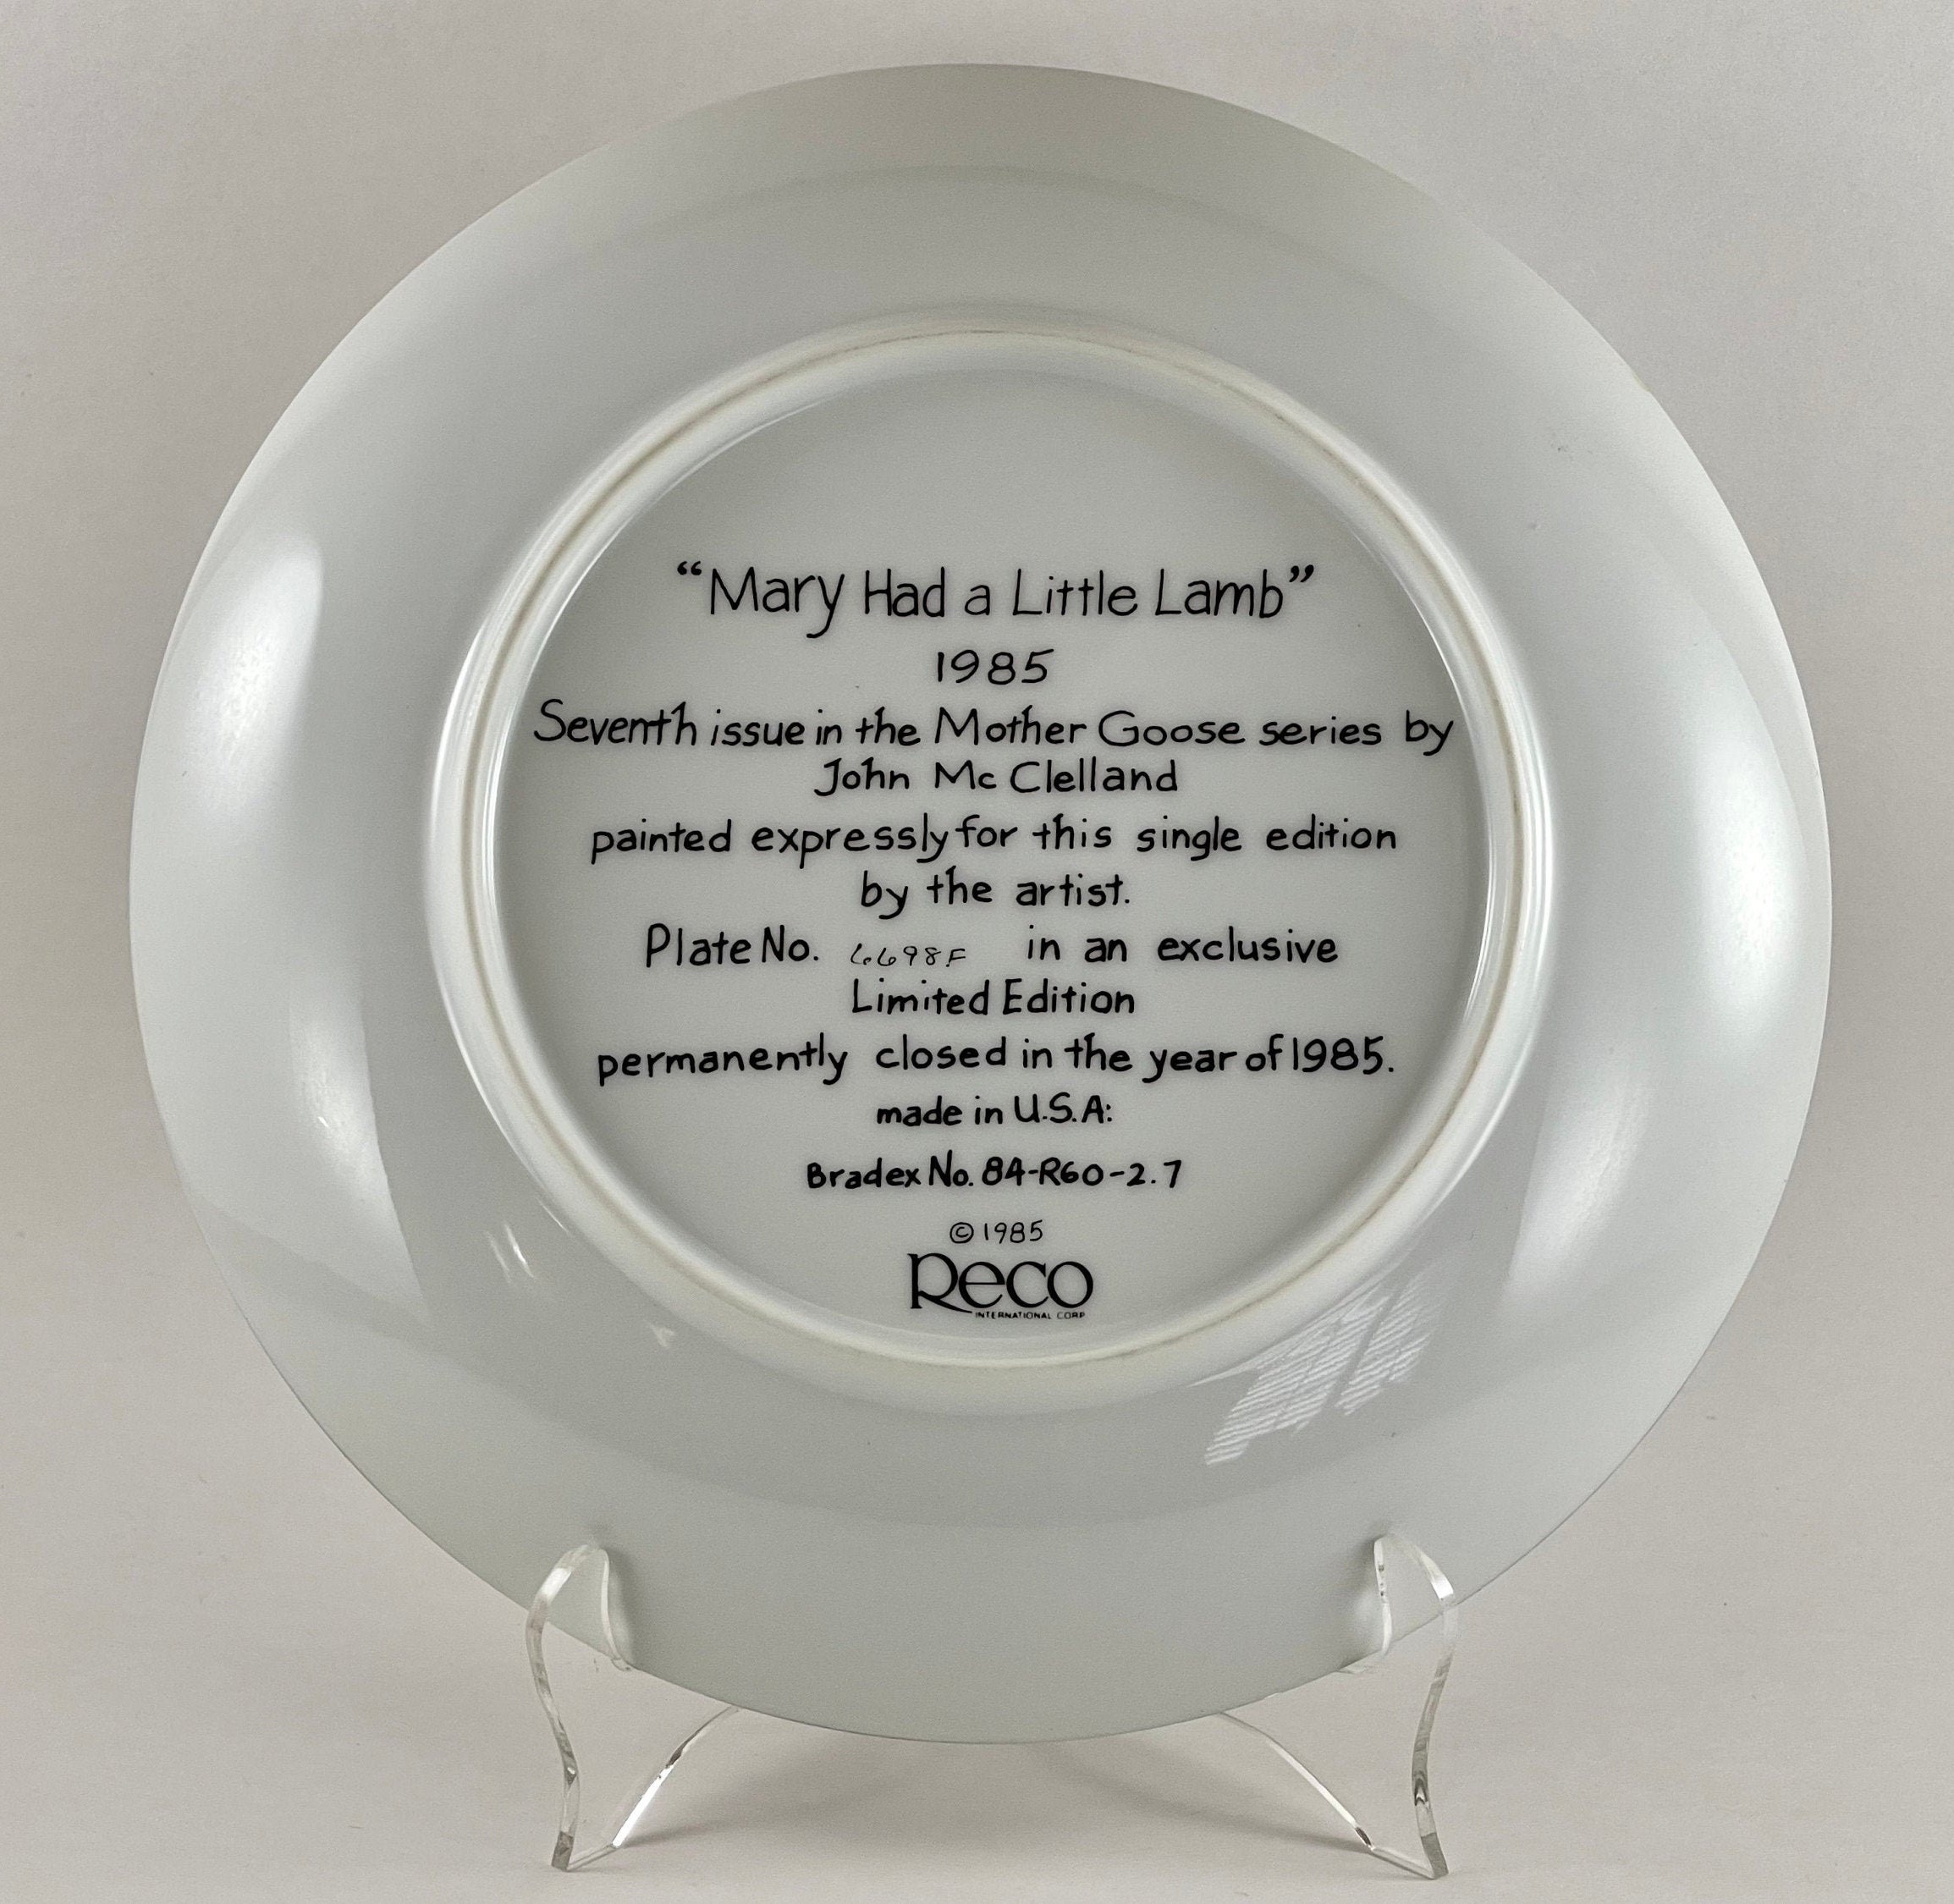 “Mary Had a Little Lamb”
1985
Seventh issue in the Mother Goose series by
John Mc Clelland
painted expressly for this single edition
by the artist.
Plate No. 6698F in an exclusive
Limited Edition
permanently closed in the year of 1985.
made in U.S.A:
Bradex No. 84-R60-2.7
© 1985
Reco
INTERNATIONAL CORP